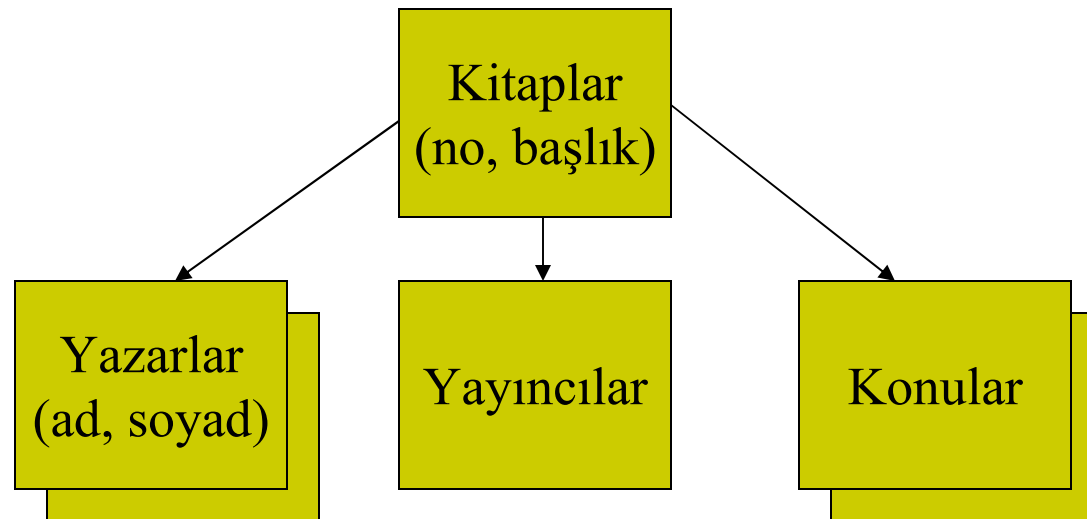 Kitaplar
(no, başlık)
Yazarlar
(ad, soyad)
Yayıncılar
Konular